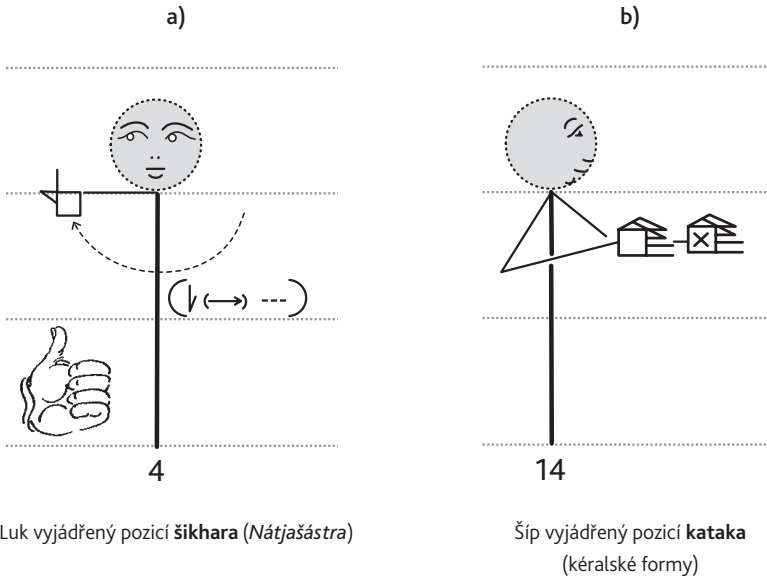 a)
b)
4
14
Luk vyjádřený pozicí šikhara (Nátjašástra)
Šíp vyjádřený pozicí kataka
(kéralské formy)